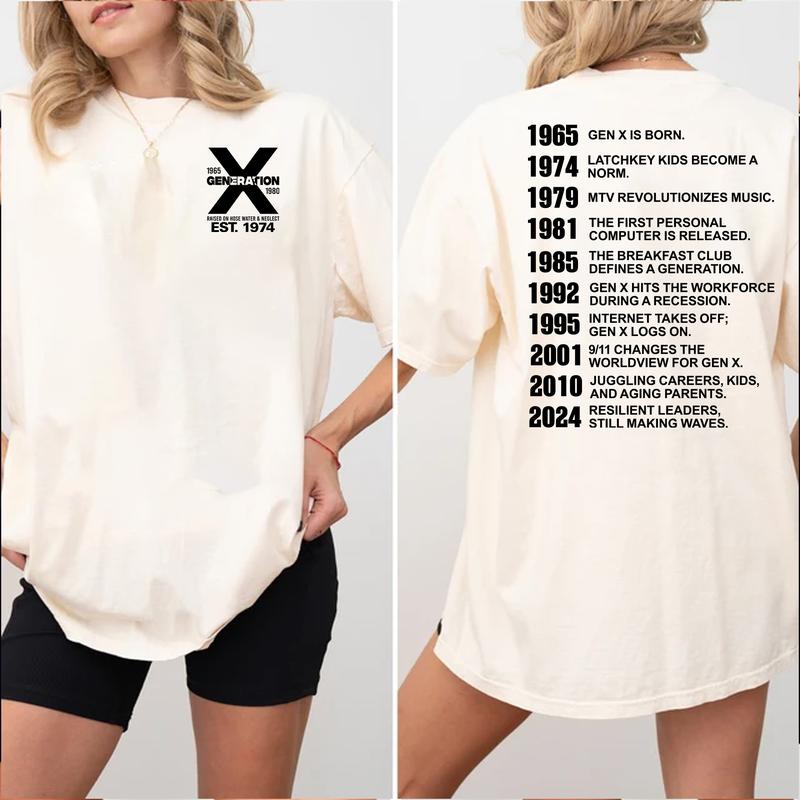 1965
GENERATION
1980
RAISED ON HOSE WATER & NEGLECT
EST. 1974
1965 GEN X IS BORN.
1974 LATCHKEY KIDS BECOME A
NORM.
1979 MTV REVOLUTIONIZES MUSIC.
1981 THE FIRST PERSONAL
COMPUTER IS RELEASED.
1985 THE BREAKFAST CLUB
DEFINES A GENERATION.
1992 GEN X HITS THE WORKFORCE
DURING A RECESSION.
1995 INTERNET TAKES OFF;
GEN X LOGS ON.
2001 9/11 CHANGES THE
WORLDVIEW FOR GEN X.
2010 JUGGLING CAREERS, KIDS,
AND AGING PARENTS.
2024 RESILIENT LEADERS,
STILL MAKING WAVES.
X